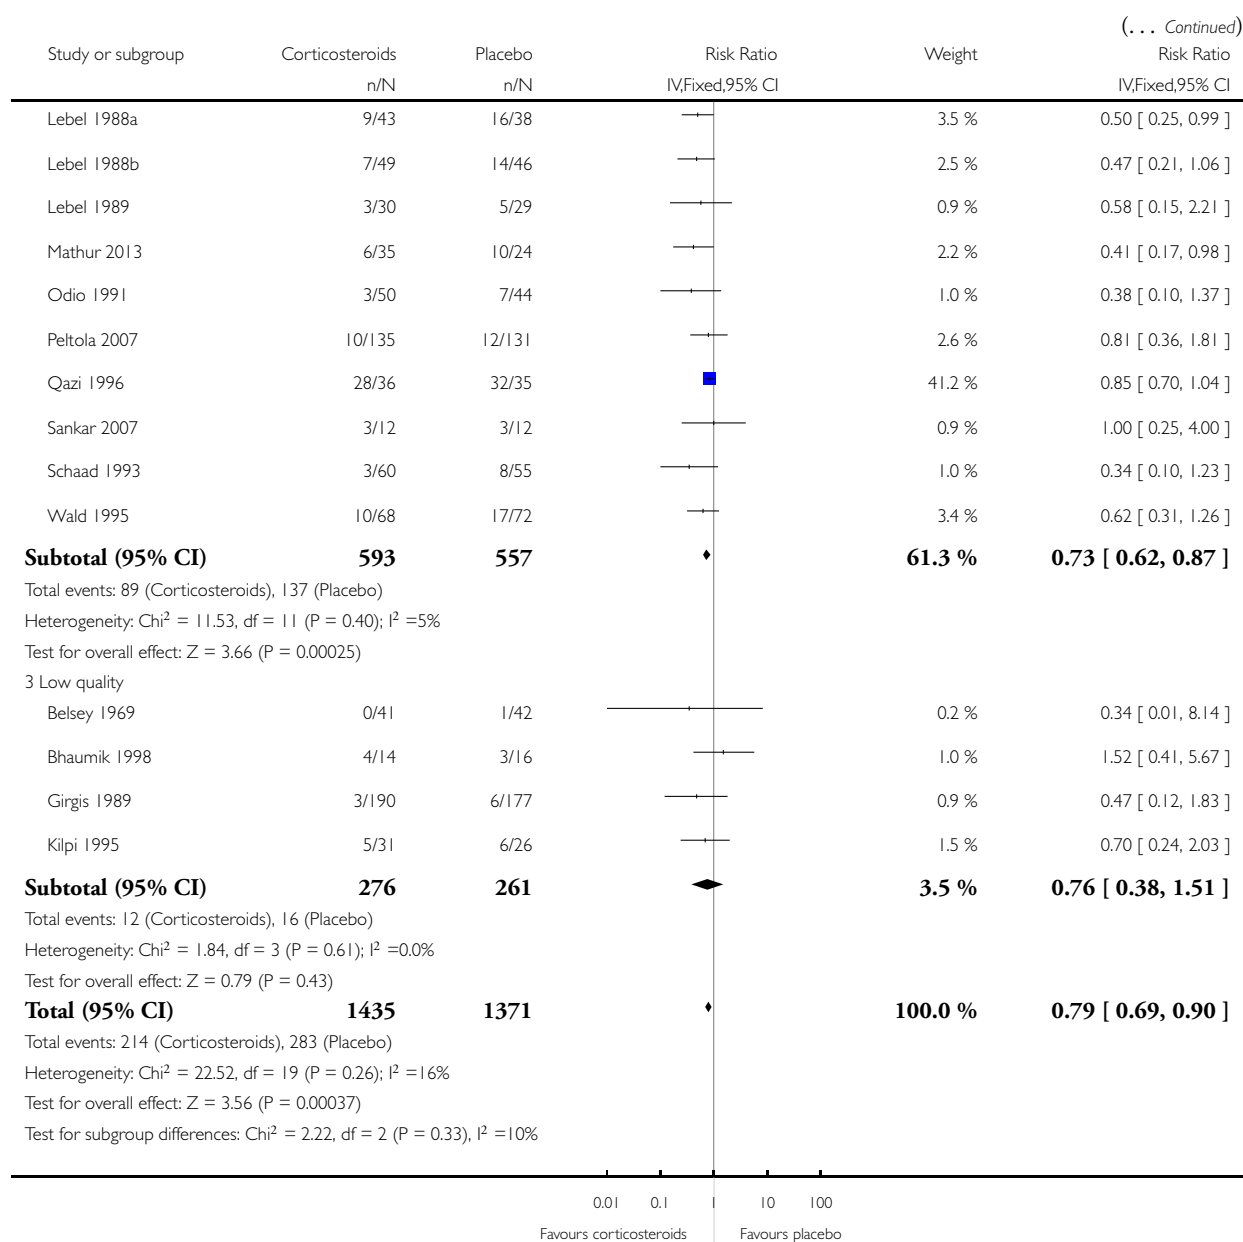 (... Continued)
Study or subgroup Corticosteroids Placebo Risk Ratio Weight Risk Ratio
n/N n/N IV,Fixed,95% CI IV,Fixed,95% CI
Lebel 1988a 9/43 16/38 3.5 % 0.50 [ 0.25, 0.99 ]
Lebel 1988b 7/49 14/46 2.5 % 0.47 [ 0.21, 1.06 ]
Lebel 1989 3/30 5/29 0.9 % 0.58 [ 0.15, 2.21 ]
Mathur 2013 6/35 10/24 2.2 % 0.41 [ 0.17, 0.98 ]
Odio 1991 3/50 7/44 1.0 % 0.38 [ 0.10, 1.37 ]
Peltola 2007 10/135 12/131 2.6 % 0.81 [ 0.36, 1.81 ]
Qazi 1996 28/36 32/35 41.2 % 0.85 [ 0.70, 1.04 ]
Sankar 2007 3/12 3/12 0.9 % 1.00 [ 0.25, 4.00 ]
Schaad 1993 3/60 8/55 1.0 % 0.34 [ 0.10, 1.23 ]
Wald 1995 10/68 17/72 3.4 % 0.62 [ 0.31, 1.26 ]
Subtotal (95% CI) 593 557 61.3 % 0.73 [ 0.62, 0.87 ]
Total events: 89 (Corticosteroids), 137 (Placebo)
Heterogeneity: Chi² = 11.53, df = 11 (P = 0.40); I² =5%
Test for overall effect: Z = 3.66 (P = 0.00025)
3 Low quality
Belsey 1969 0/41 1/42 0.2 % 0.34 [ 0.01, 8.14 ]
Bhaumik 1998 4/14 3/16 1.0 % 1.52 [ 0.41, 5.67 ]
Girgis 1989 3/190 6/177 0.9 % 0.47 [ 0.12, 1.83 ]
Kilpi 1995 5/31 6/26 1.5 % 0.70 [ 0.24, 2.03 ]
Subtotal (95% CI) 276 261 3.5 % 0.76 [ 0.38, 1.51 ]
Total events: 12 (Corticosteroids), 16 (Placebo)
Heterogeneity: Chi² = 1.84, df = 3 (P = 0.61); I² =0.0%
Test for overall effect: Z = 0.79 (P = 0.43)
Total (95% CI) 1435 1371 100.0 % 0.79 [ 0.69, 0.90 ]
Total events: 214 (Corticosteroids), 283 (Placebo)
Heterogeneity: Chi² = 22.52, df = 19 (P = 0.26); I² =16%
Test for overall effect: Z = 3.56 (P = 0.00037)
Test for subgroup differences: Chi² = 2.22, df = 2 (P = 0.33), I² =10%
0.01 0.1 1 10 100
Favours corticosteroids Favours placebo